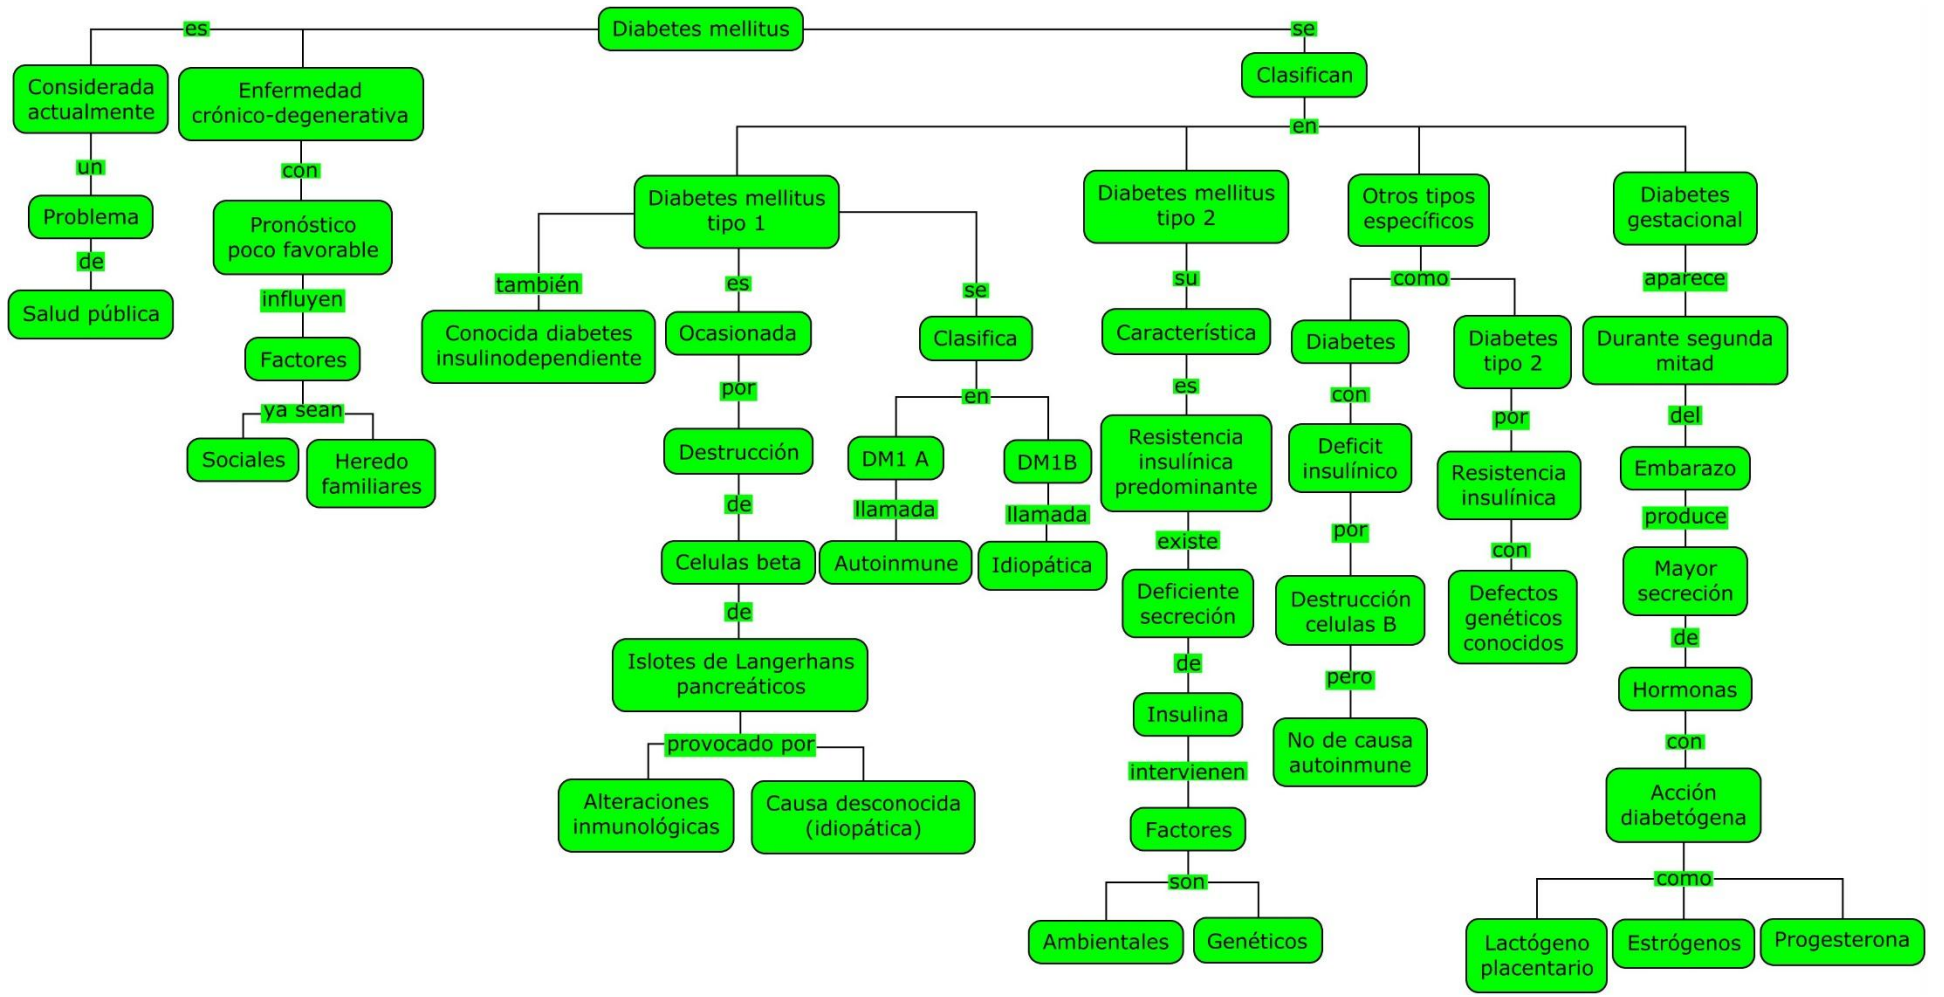 Diabetes mellitus
es
Considerada
actualmente
un
Problema
de
Salud pública
Enfermedad
crónico-degenerativa
con
Pronóstico
poco favorable
influyen
Factores
ya sean
Sociales
Heredo
familiares
se
Clasifican
en
Diabetes mellitus
tipo 1
también
Conocida diabetes
insulinodependiente
es
Ocasionada
por
Destrucción
de
Celulas beta
de
Islotes de Langerhans
pancreáticos
provocado por
Alteraciones
inmunológicas
Causa desconocida
(idiopática)
se
Clasifica
en
DM1 A
llamada
Autoinmune
DM1B
llamada
Idiopática
Diabetes mellitus
tipo 2
su
Característica
es
Resistencia
insulínica
predominante
existe
Deficiente
secreción
de
Insulina
intervienen
Factores
son
Ambientales
Genéticos
Otros tipos
específicos
como
Diabetes
con
Deficit
insulínico
por
Destrucción
celulas B
pero
No de causa
autoinmune
Diabetes
tipo 2
por
Resistencia
insulínica
con
Defectos
genéticos
conocidos
Diabetes
gestacional
aparece
Durante segunda
mitad
del
Embarazo
produce
Mayor
secreción
de
Hormonas
con
Acción
diabetógena
como
Lactógeno
placentario
Estrógenos
Progesterona